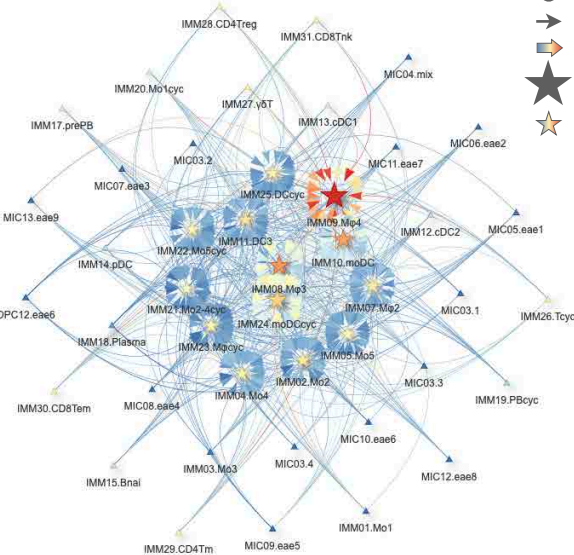 IMM28.CD4Treg
IMM31.CD8Tnk
MIC04.mix
IMM20.Mo1cyc
IMM27.γδT
IMM17.prePB
IMM13.cDC1
MIC06.eae2
MIC03.2
MIC11.eae7
MIC07.eae3
IMM25.DCcyc
MIC13.eae9
IMM09.Mφ4
MIC05.eae1
IMM12.cDC2
IMM11.DC3
IMM22.Mo5cyc
IMM14.pDC
IMM10.moDC
IMM08.Mφ3
IMM21.Mo2-4cyc
IMM07.Mφ2
MIC03.1
OPC12.eae6
IMM26.Tcyc
IMM24.moDCcyc
IMM18.Plasma
IMM23.Mφcyc
IMM05.Mo5
IMM02.Mo2
MIC03.3
IMM04.Mo4
IMM19.PBcyc
IMM30.CD8Tem
MIC08.eae4
MIC10.eae6
IMM03.Mo3
MIC03.4
MIC12.eae8
IMM15.Bnai
IMM01.Mo1
IMM29.CD4Tm
MIC09.eae5